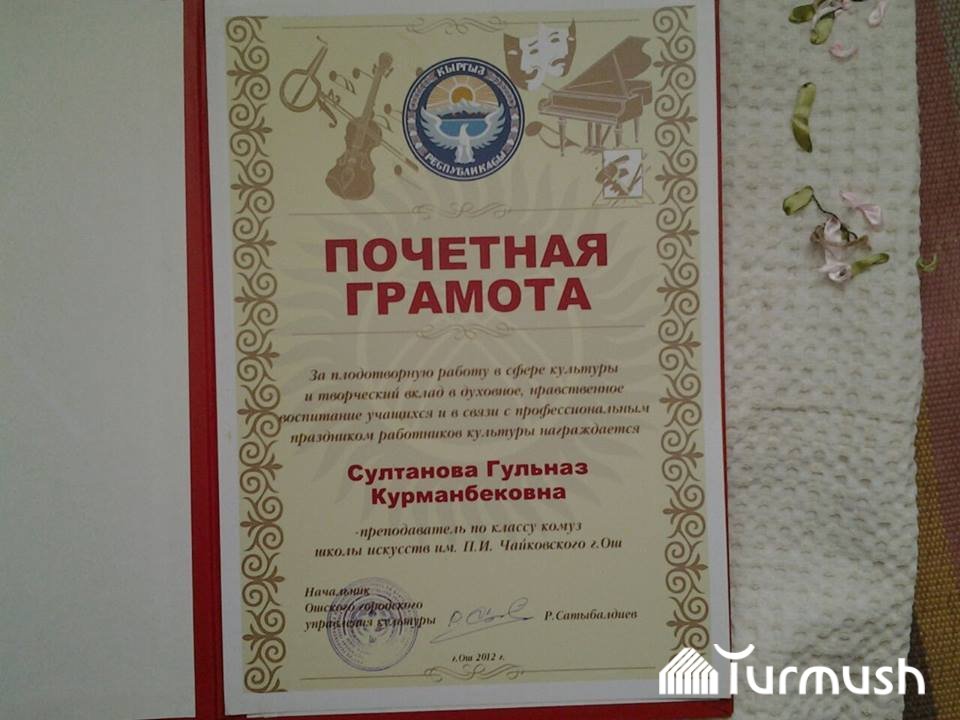 КЫРГЫЗ
РЕСПУБЛИКАСЫ
ПОЧЕТНАЯ
ГРАМОТА
За плодотворную работу в сфере культуры
и творческий вклад в духовное, нравственное
воспитание учащихся и в связи с профессиональным
праздником работников культуры награждается
Султанова Гульназ
Курманбековна
-преподаватель по классу комуз
школы искусств им. П.И. Чайковского г.Ош
Начальник
Ошского городского
управления культуры Р.Сатыбалдиев
г.Ош 2012 г.
Turmush